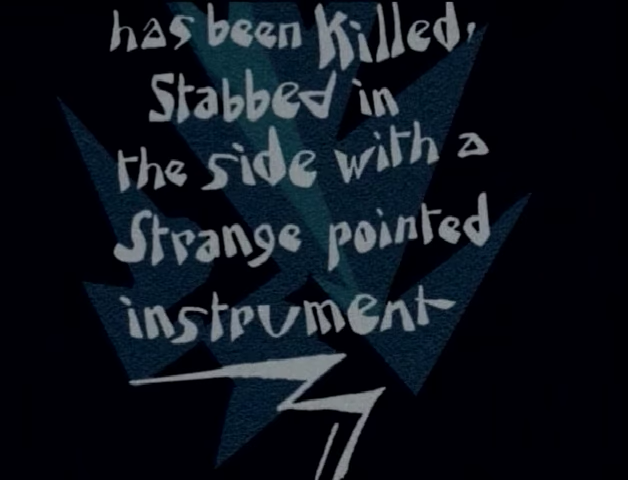 has been Killed.
Stabbed in
the side with a
Strange pointed
instrument